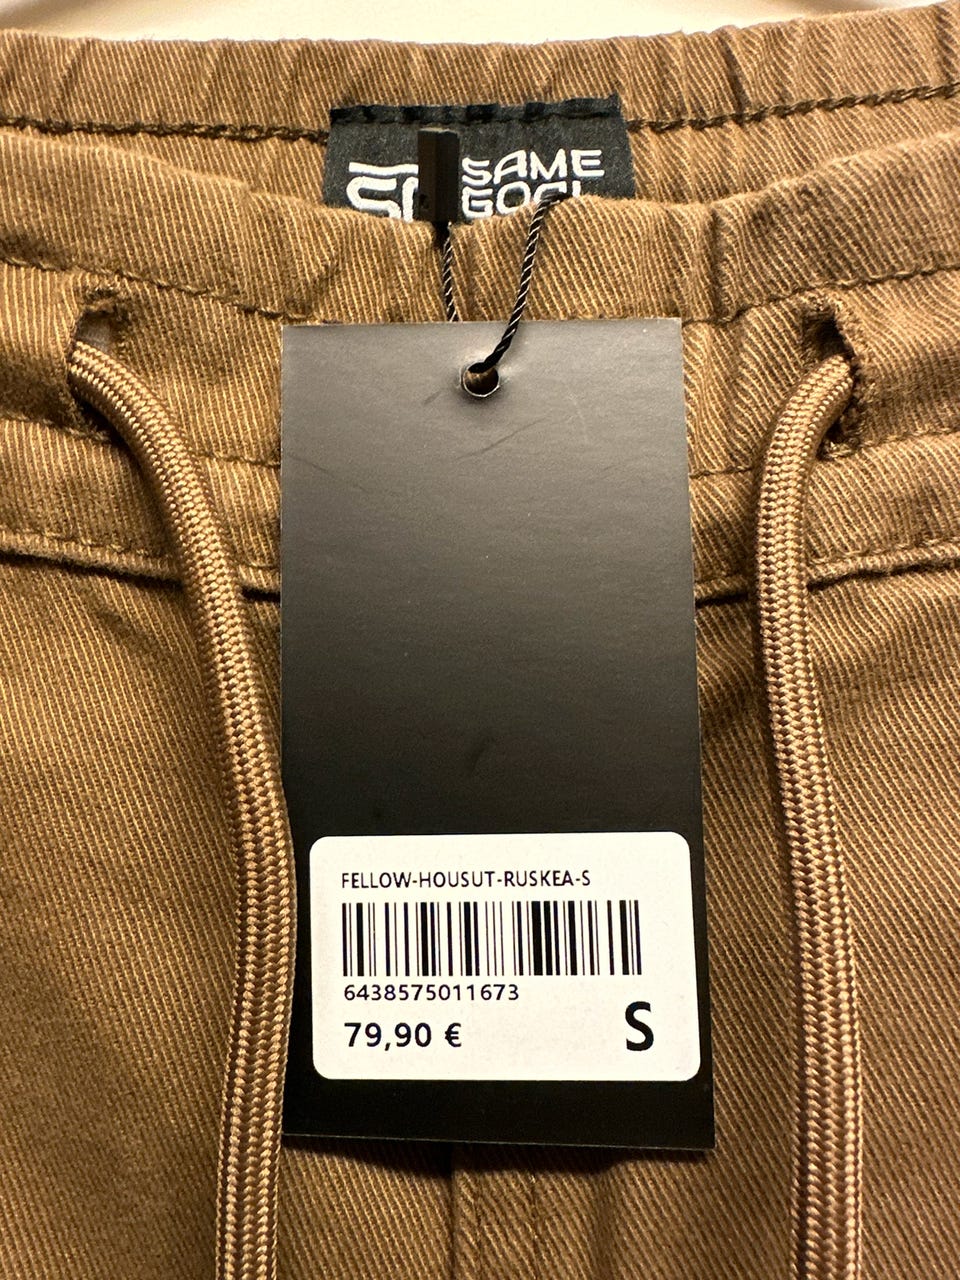 SAME
FELLOW-HOUSUT-RUSKEA-S
6438575011673
79,90 €
S